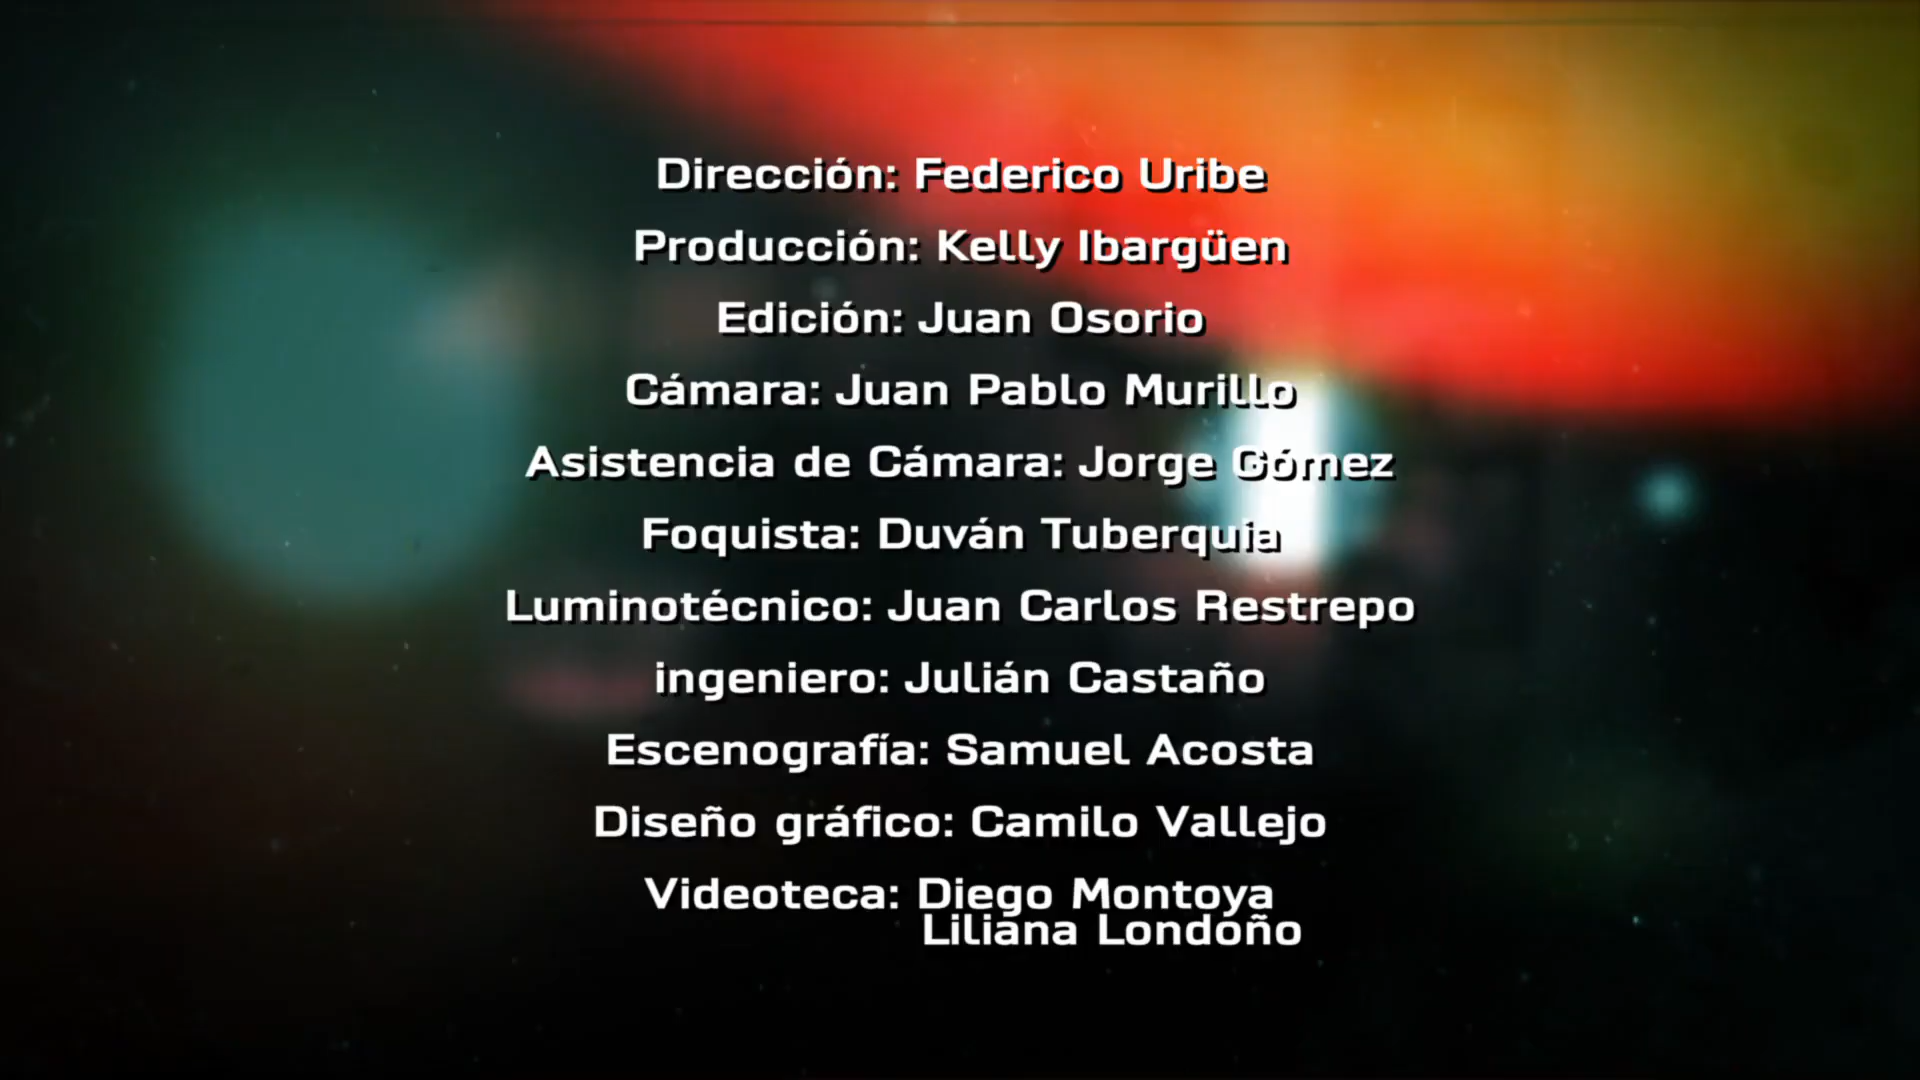 Dirección: Federico Uribe
Producción: Kelly Ibargüen
Edición: Juan Osorio
Cámara: Juan Pablo Murillo
Asistencia de Cámara: Jorge Gómez
Foquista: Duván Tuberquia
Luminotécnico: Juan Carlos Restrepo
ingeniero: Julián Castaño
Escenografía: Samuel Acosta
Diseño gráfico: Camilo Vallejo
Videoteca: Diego Montoya
Liliana Londoño